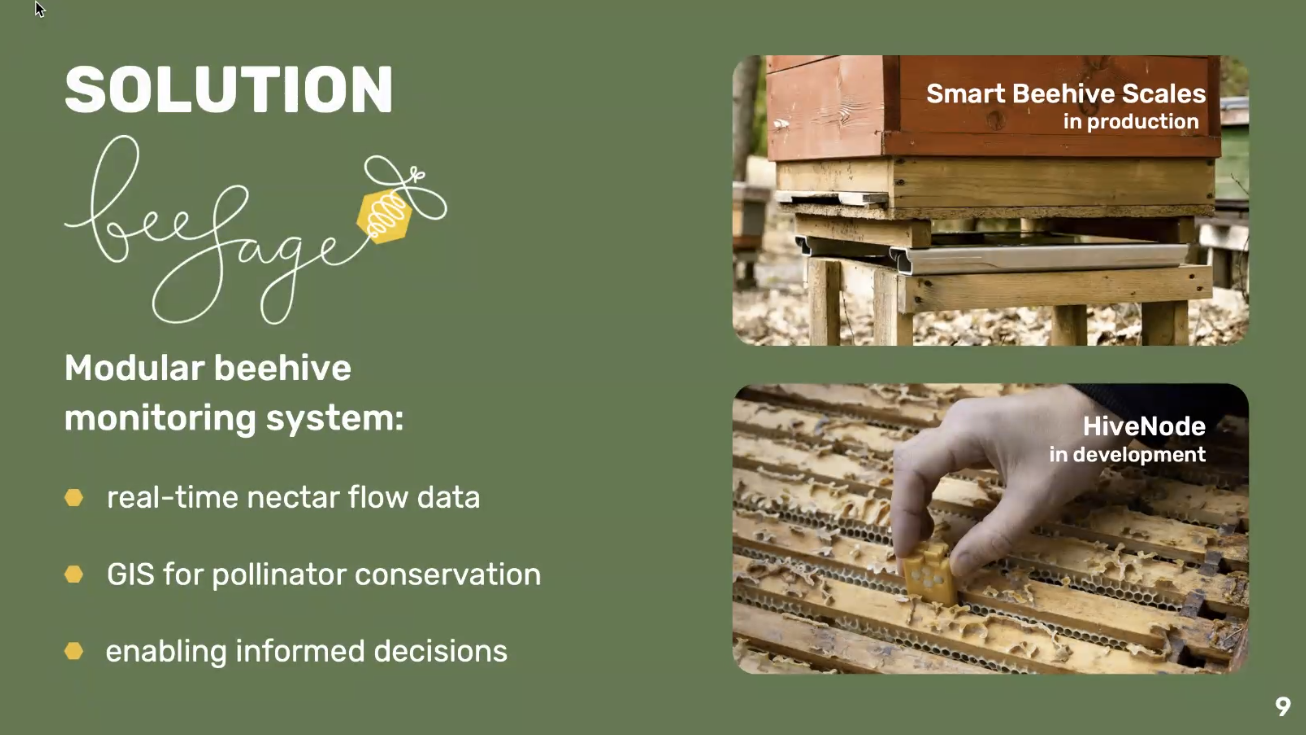 SOLUTION
beeSage
Modular beehive
monitoring system:
real-time nectar flow data
GIS for pollinator conservation
enabling informed decisions
Smart Beehive Scales
in production
HiveNode
in development
9